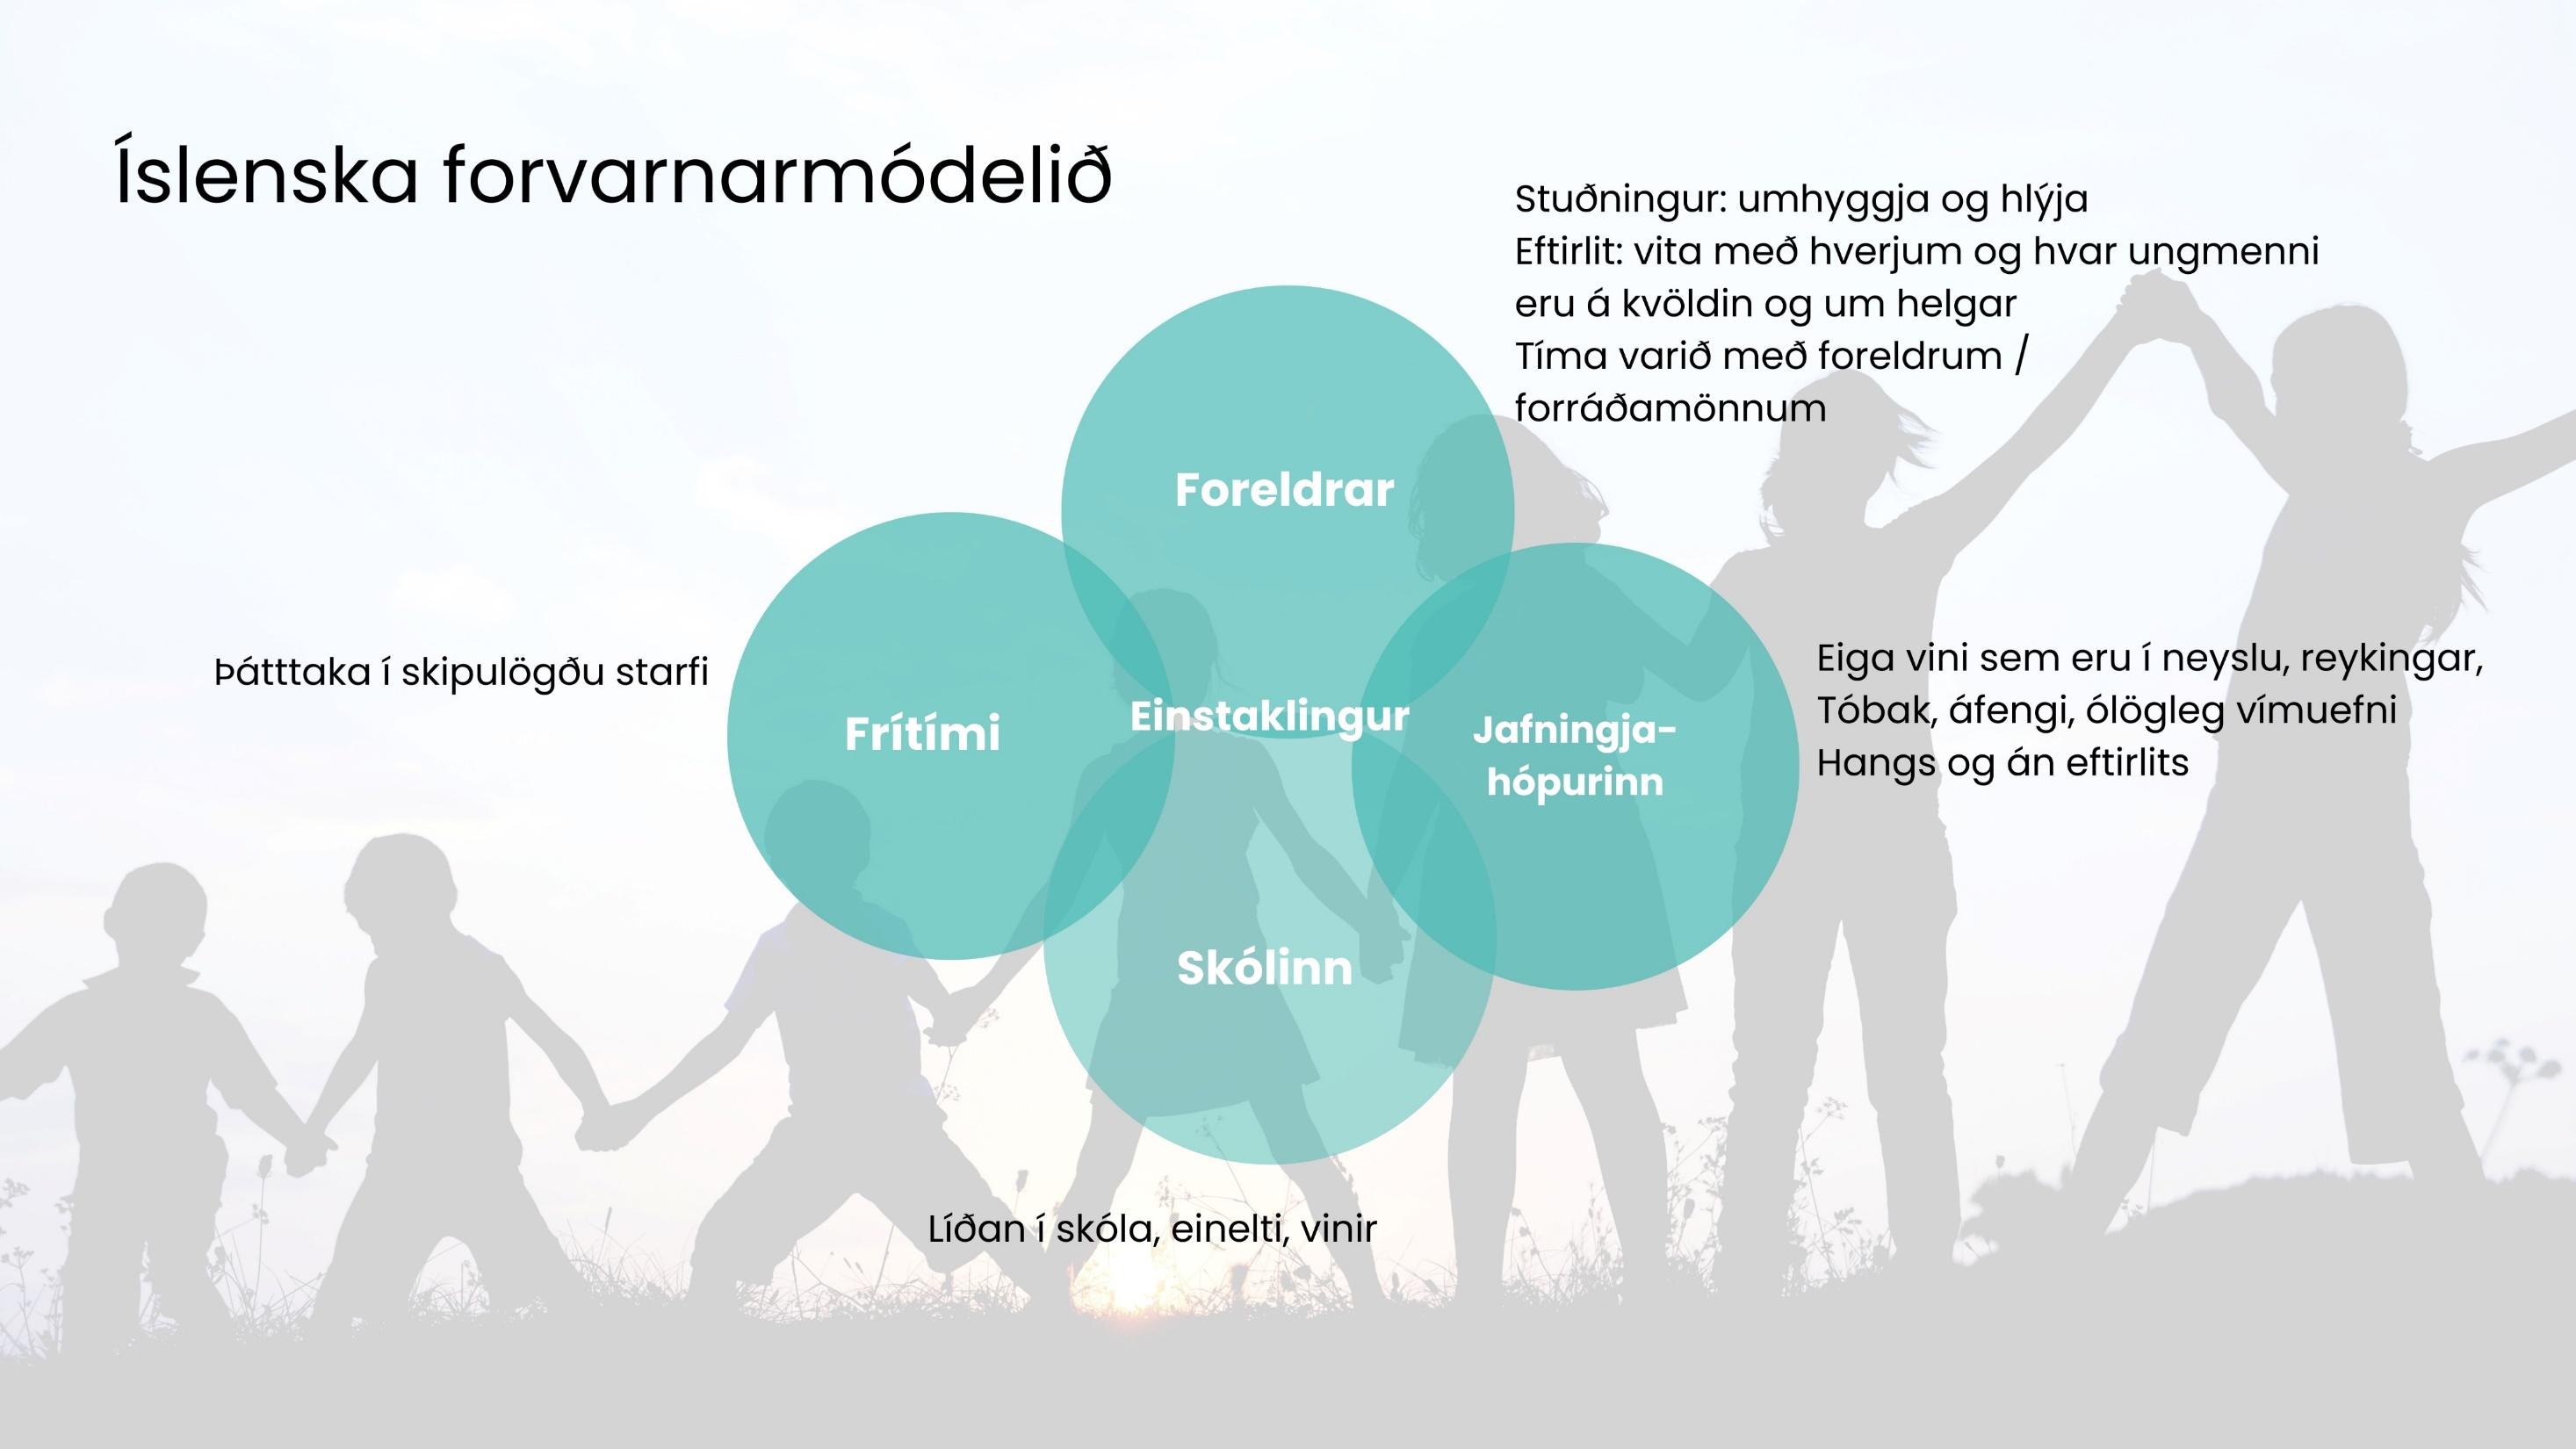 Íslenska forvarnarmódelið
Stuðningur: umhyggja og hlýja
Eftirlit: vita með hverjum og hvar ungmenni
eru á kvöldin og um helgar
Tíma varið með foreldrum /
forráðamönnum
Foreldrar
Þátttaka í skipulögðu starfi
Frítími
Einstaklingur
Jafningja-
hópurinn
Eiga vini sem eru í neyslu, reykingar,
Tóbak, áfengi, ólögleg vímuefni
Hangs og án eftirlits
Skólinn
Líðan í skóla, einelti, vinir